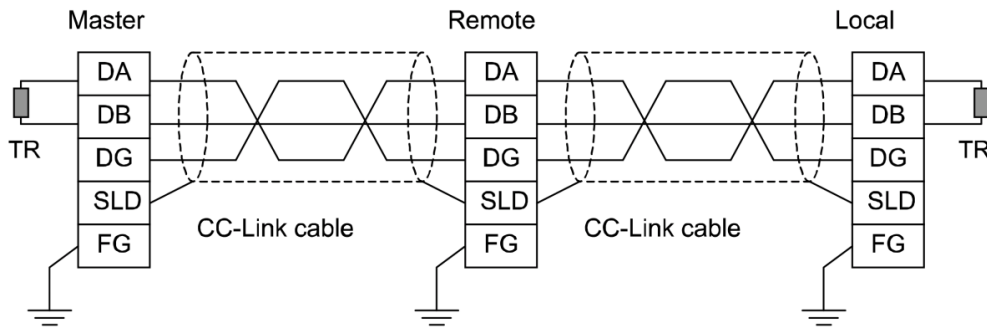 Master Remote Local
DA DA DA
DB DB DB
TR DG DG DG TR
SLD SLD SLD
CC-Link cable CC-Link cable
FG FG FG